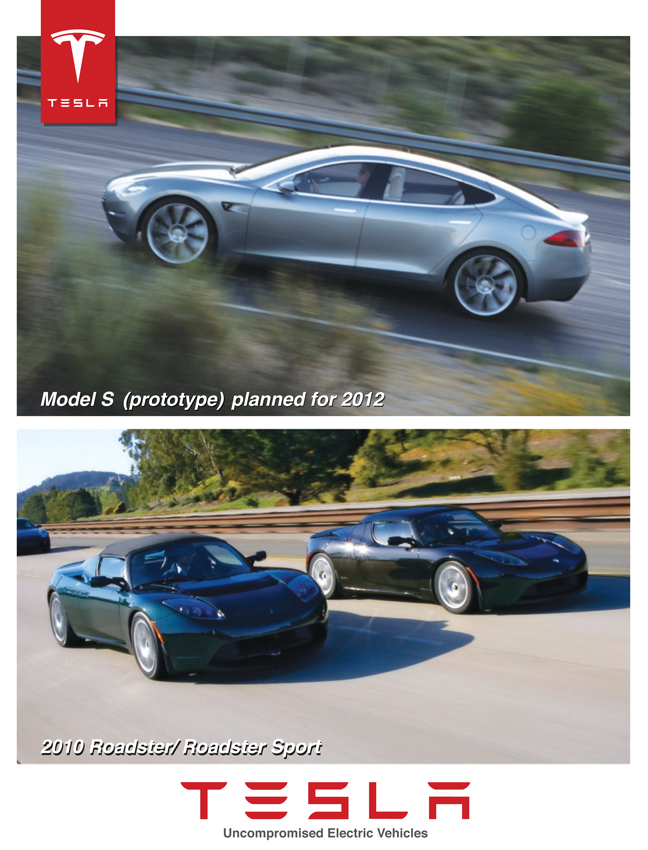 TESLA
Model S (prototype) planned for 2012
2010 Roadster/ Roadster Sport
TESLA
Uncompromised Electric Vehicles